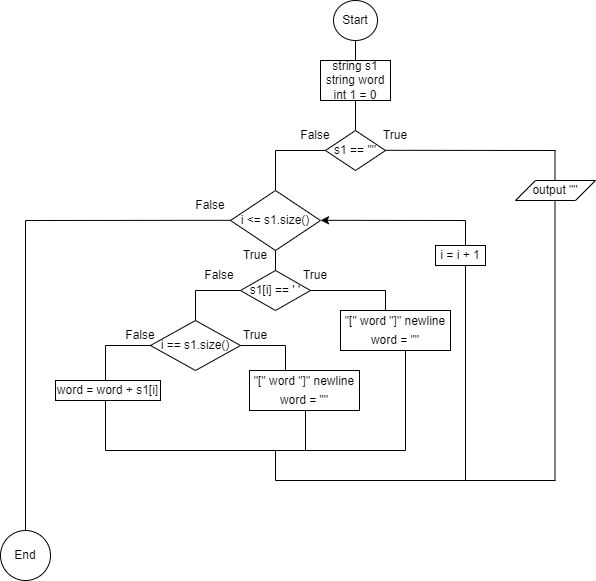 Start
string s1
string word
int 1 = 0
False
True
s1 == ""
output ""
False
i <= s1.size()
True
i = i + 1
False
True
s1[i] == ' '
"[" word "]" newline
word = ""
False
True
i == s1.size()
word = word + s1[i]
"[" word "]" newline
word = ""
End